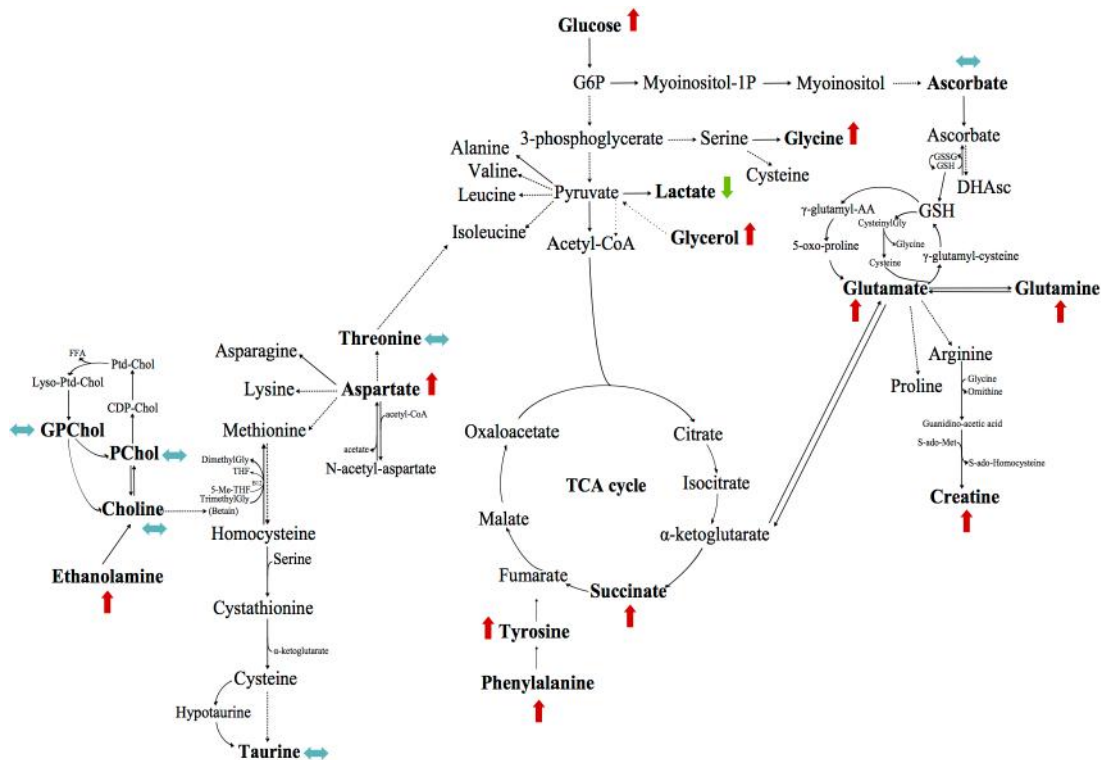 Glucose
G6P
Myoinositol-1P
Myoinositol
Ascorbate
3-phosphoglycerate
Serine
Glycine
Cysteine
Ascorbate
GSSG
GSH
DHAsc
Alanine
Valine
Leucine
Isoleucine
Pyruvate
Lactate
Acetyl-CoA
Glycerol
γ-glutamyl-AA
GSH
CysteinylGly
Glycine
Cysteine
5-oxo-proline
γ-glutamyl-cysteine
Glutamate
Glutamine
Arginine
Proline
Glycine
Ornithine
Guanidino-acetic acid
S-ado-Met
S-ado-Homocysteine
Creatine
Threonine
Asparagine
Lysine
Aspartate
Methionine
acetyl-CoA
acetate
N-acetyl-aspartate
FFA
Ptd-Chol
Lyso-Ptd-Chol
CDP-Chol
GPChol
PChol
Choline
Ethanolamine
DimethylGly
THF
B12
5-Me-THF
TrimethylGly
(Betain)
Homocysteine
Serine
Cystathionine
α-ketoglutarate
Cysteine
Hypotaurine
Taurine
Oxaloacetate
Citrate
TCA cycle
Isocitrate
Malate
α-ketoglutarate
Fumarate
Succinate
Tyrosine
Phenylalanine